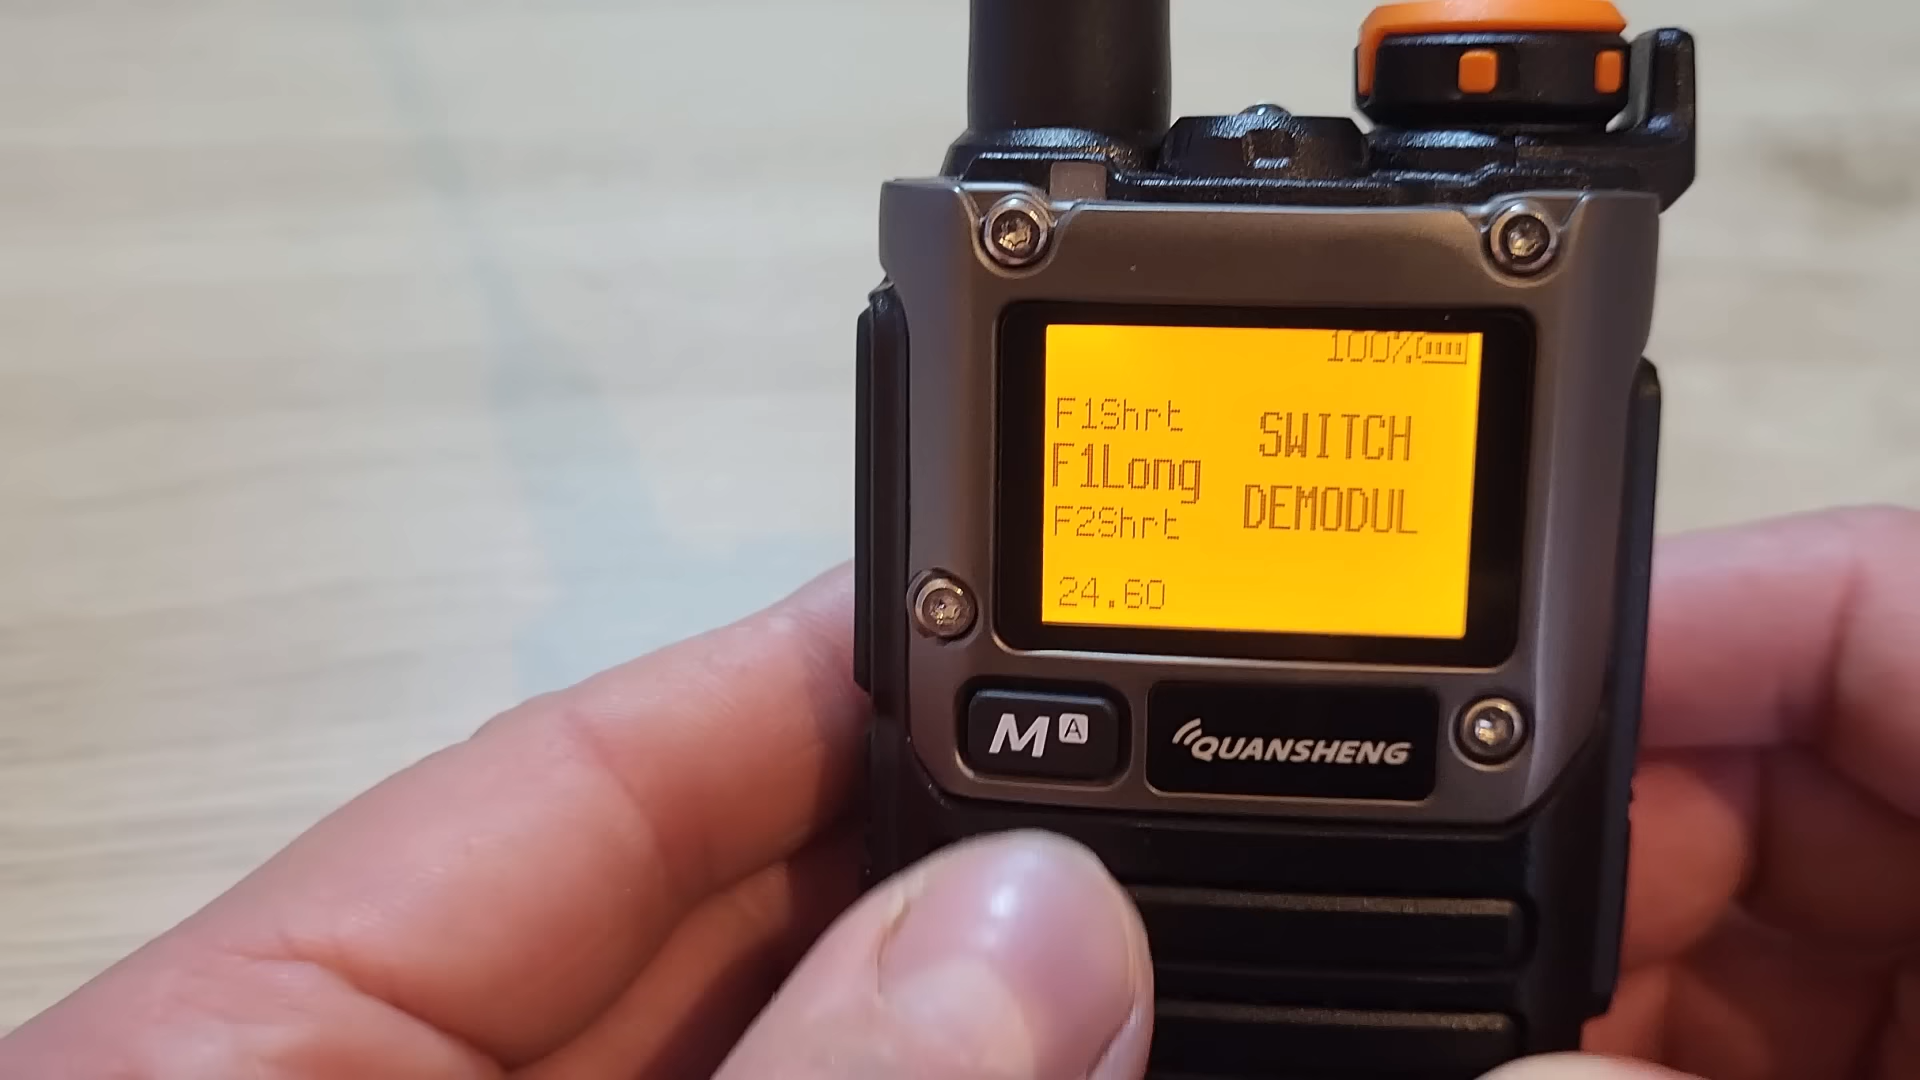 100%
F1Shrt
F1Long
F2Shrt
SWITCH
DEMODUL
24.60
M A
QUANSHENG